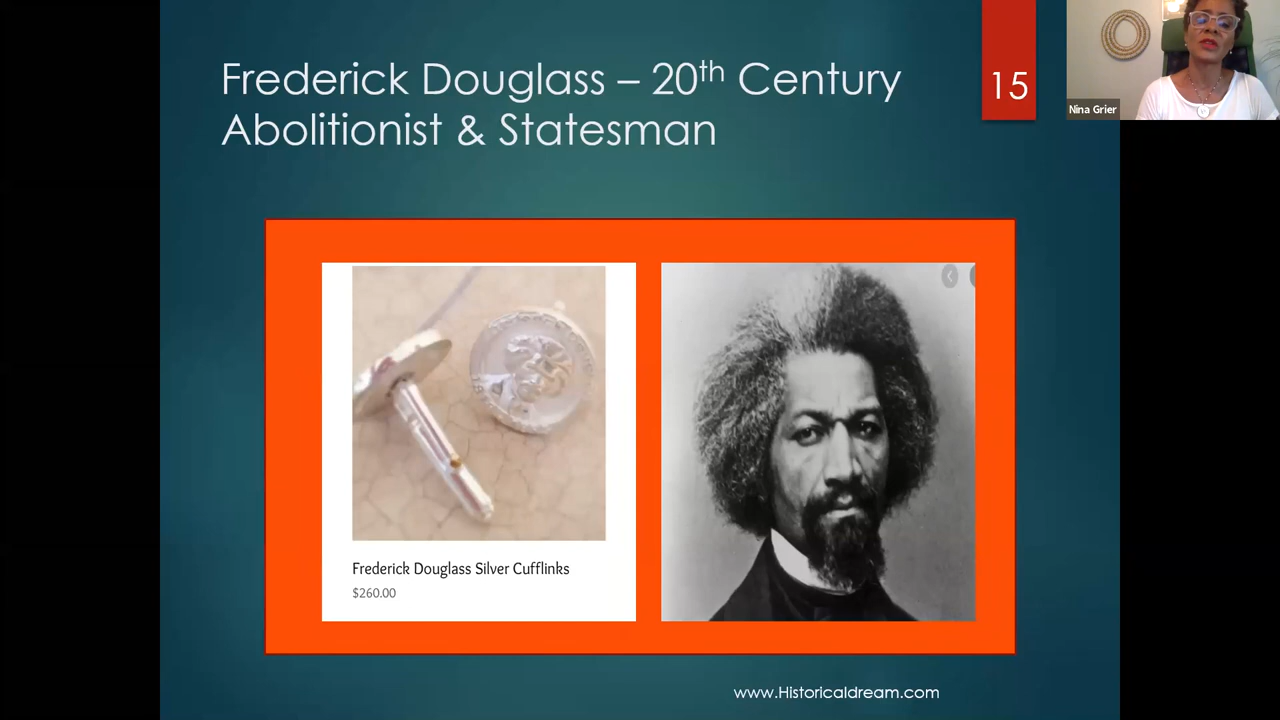 Frederick Douglass – 20th Century
Abolitionist & Statesman
15
Nina Grier
Frederick Douglass Silver Cufflinks
$260.00
www.Historicaldream.com